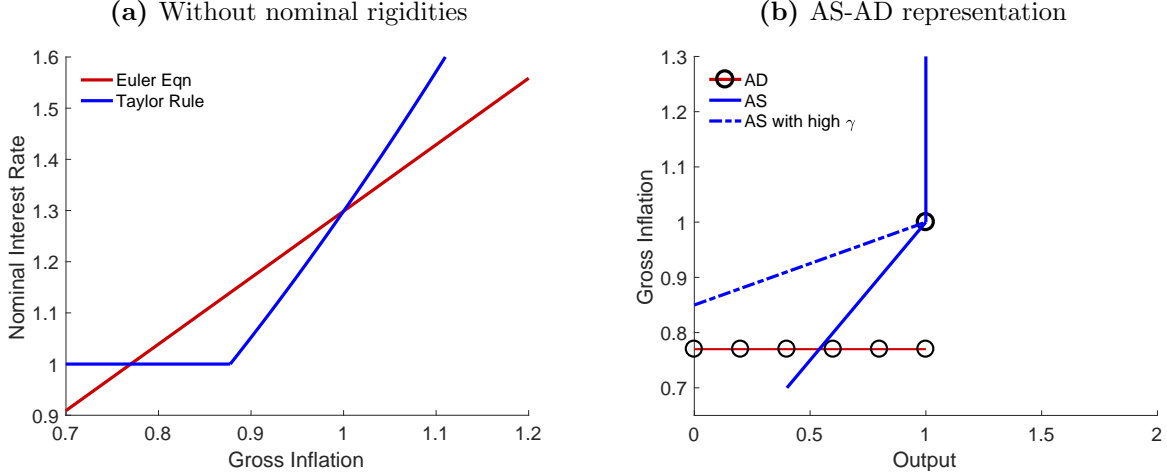 (a) Without nominal rigidities
1.6
1.5
1.4
1.3
1.2
1.1
1
0.9
Nominal Interest Rate
Euler Eqn
Taylor Rule
0.7 0.8 0.9 1 1.1 1.2
Gross Inflation
(b) AS-AD representation
1.3
1.2
1.1
1
0.9
0.8
0.7
Gross Inflation
AD
AS
AS with high γ
0 0.5 1 1.5 2
Output